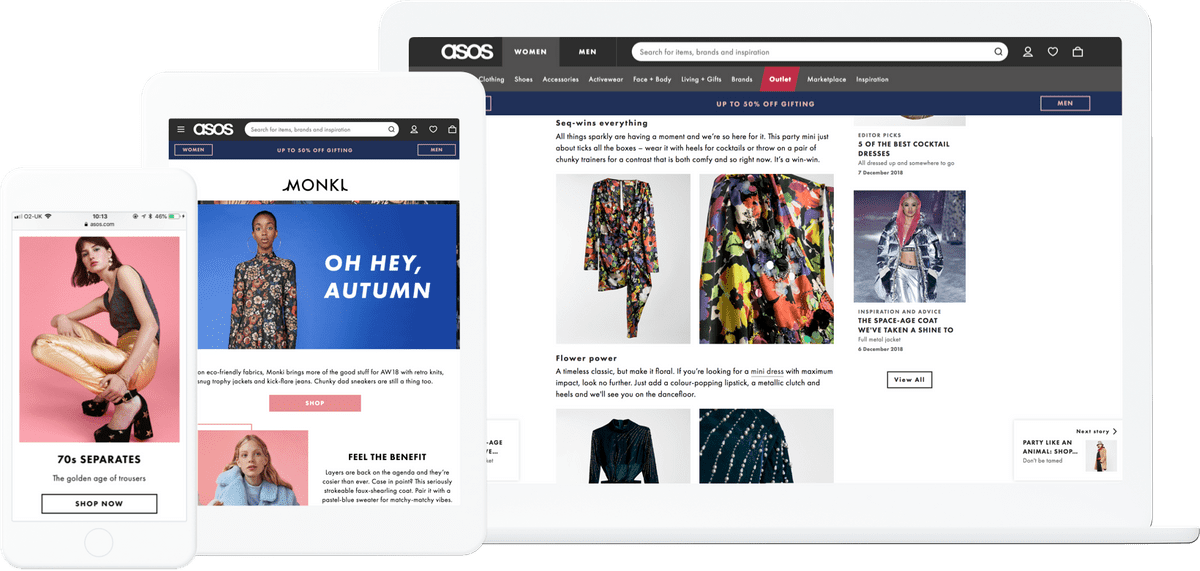 O2-UK
10:13
46%
asos.com
70s SEPARATES
The golden age of trousers
SHOP NOW
asos
Search for items, brands and inspiration
WOMEN
UP TO 50% OFF GIFTING
MEN
MONKI
OH HEY,
AUTUMN
on eco-friendly fabrics, Monki brings more of the good stuff for AW18 with retro knits,
snug trophy jackets and kick-flare jeans. Chunky dad sneakers are still a thing too.
SHOP
FEEL THE BENEFIT
Layers are back on the agenda and they're
cosier than ever. Case in point? This seriously
strokeable faux-shearling coat. Pair it with a
pastel-blue sweater for matchy-matchy vibes.
asos
WOMEN
MEN
Search for items, brands and inspiration
Clothing
Shoes
Accessories
Activewear
Face + Body
Living + Gifts
Brands
Outlet
Marketplace
Inspiration
UP TO 50% OFF GIFTING
MEN
Seq-wins everything
All things sparkly are having a moment and we're so here for it. This party mini just
about ticks all the boxes – wear it with heels for cocktails or throw on a pair of
chunky trainers for a contrast that is both comfy and so right now. It's a win-win.
Flower power
A timeless classic, but make it floral. If you're looking for a mini dress with maximum
impact, look no further. Just add a colour-popping lipstick, a metallic clutch and
heels and we'll see you on the dancefloor.
EDITOR PICKS
5 OF THE BEST COCKTAIL
DRESSES
All dressed up and somewhere to go
7 December 2018
INSPIRATION AND ADVICE
THE SPACE-AGE COAT
WE'VE TAKEN A SHINE TO
Full metal jacket
6 December 2018
View All
-AGE
VE...
ket
Next story
PARTY LIKE AN
ANIMAL: SHOP...
Don't be tamed